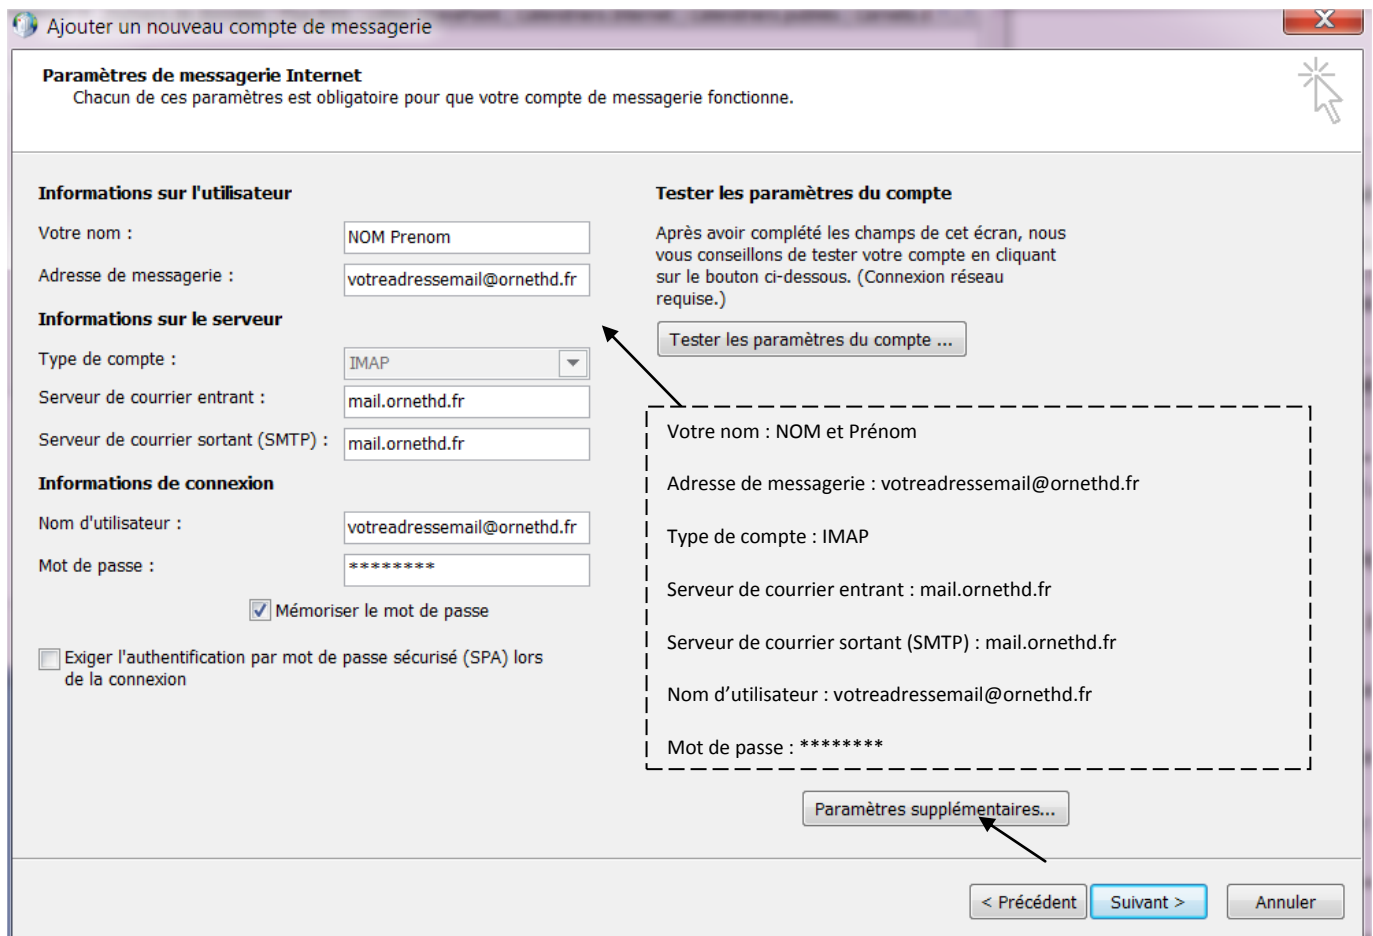 Ajouter un nouveau compte de messagerie
Paramètres de messagerie Internet
Chacun de ces paramètres est obligatoire pour que votre compte de messagerie fonctionne.
Informations sur l'utilisateur
Votre nom :
NOM Prenom
Adresse de messagerie :
votreadressemail@ornethd.fr
Informations sur le serveur
Type de compte :
IMAP
Serveur de courrier entrant :
mail.ornethd.fr
Serveur de courrier sortant (SMTP) :
mail.ornethd.fr
Informations de connexion
Nom d'utilisateur :
votreadressemail@ornethd.fr
Mot de passe :
********
Mémoriser le mot de passe
Exiger l'authentification par mot de passe sécurisé (SPA) lors
de la connexion
Tester les paramètres du compte
Après avoir complété les champs de cet écran, nous
vous conseillons de tester votre compte en cliquant
sur le bouton ci-dessous. (Connexion réseau
requise.)
Tester les paramètres du compte ...
Votre nom : NOM et Prénom
Adresse de messagerie : votreadressemail@ornethd.fr
Type de compte : IMAP
Serveur de courrier entrant : mail.ornethd.fr
Serveur de courrier sortant (SMTP) : mail.ornethd.fr
Nom d’utilisateur : votreadressemail@ornethd.fr
Mot de passe : ********
Paramètres supplémentaires...
< Précédent
Suivant >
Annuler